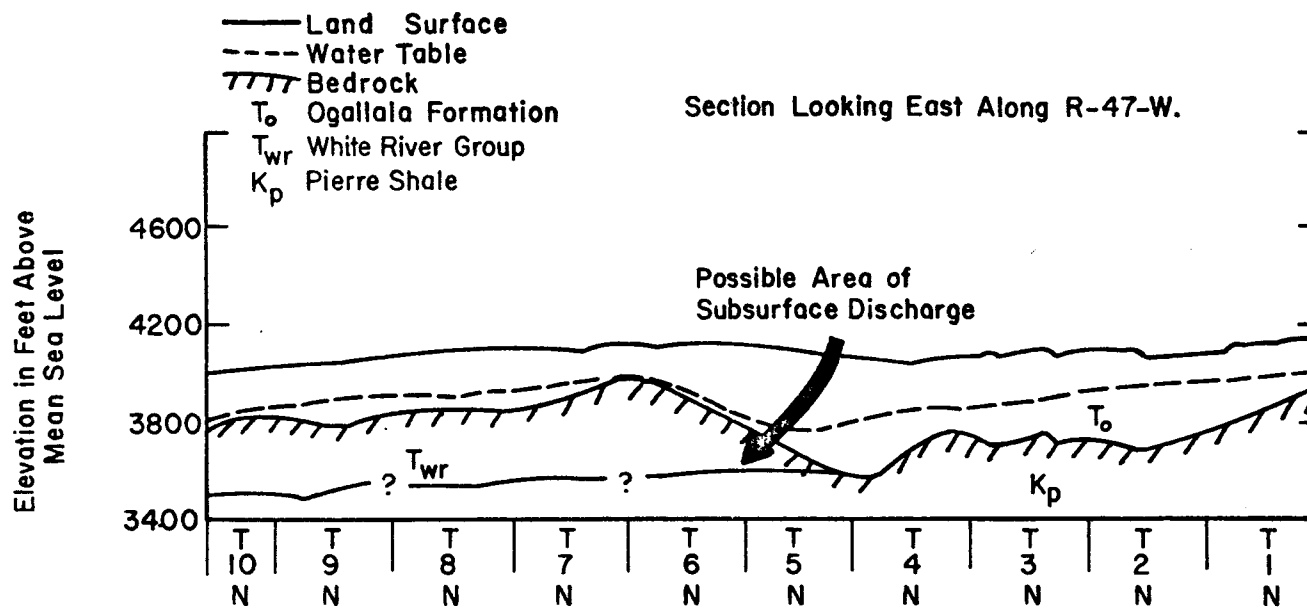 Land Surface
Water Table
Bedrock
To Ogallala Formation
Twr White River Group
Kp Pierre Shale
Section Looking East Along R-47-W.
Elevation in Feet Above
Mean Sea Level
4600
4200
3800
3400
Possible Area of
Subsurface Discharge
To
Twr
? ?
Kp
T T T T T T T T T T
10 9 8 7 6 5 4 3 2 1
N N N N N N N N N N